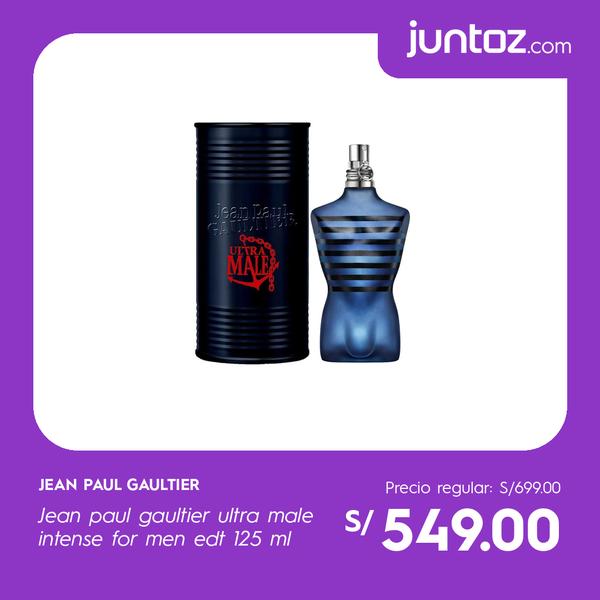 juntoz.com
Jean Paul
GAULTIER
ULTRA
MALE
JEAN PAUL GAULTIER
Jean paul gaultier ultra male
intense for men edt 125 ml
Precio regular: S/699.00
S/ 549.00